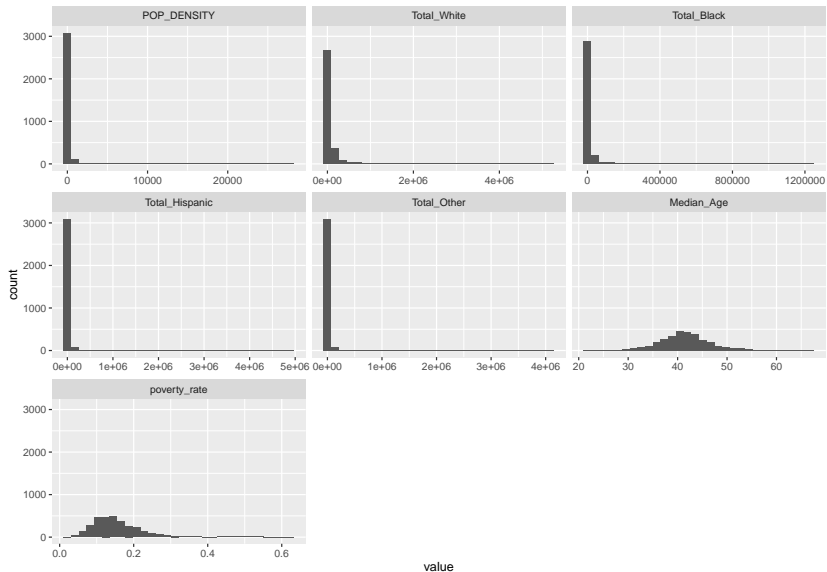 POP_DENSITY
Total_White
Total_Black
3000
2000
1000
0
0 10000 20000
0e+00 2e+06 4e+06
0 400000 800000 1200000
Total_Hispanic
Total_Other
Median_Age
3000
2000
1000
0
0e+00 1e+06 2e+06 3e+06 4e+06 5e+06
0e+00 1e+06 2e+06 3e+06 4e+06
20 30 40 50 60
count
poverty_rate
3000
2000
1000
0
0.0 0.2 0.4 0.6
value